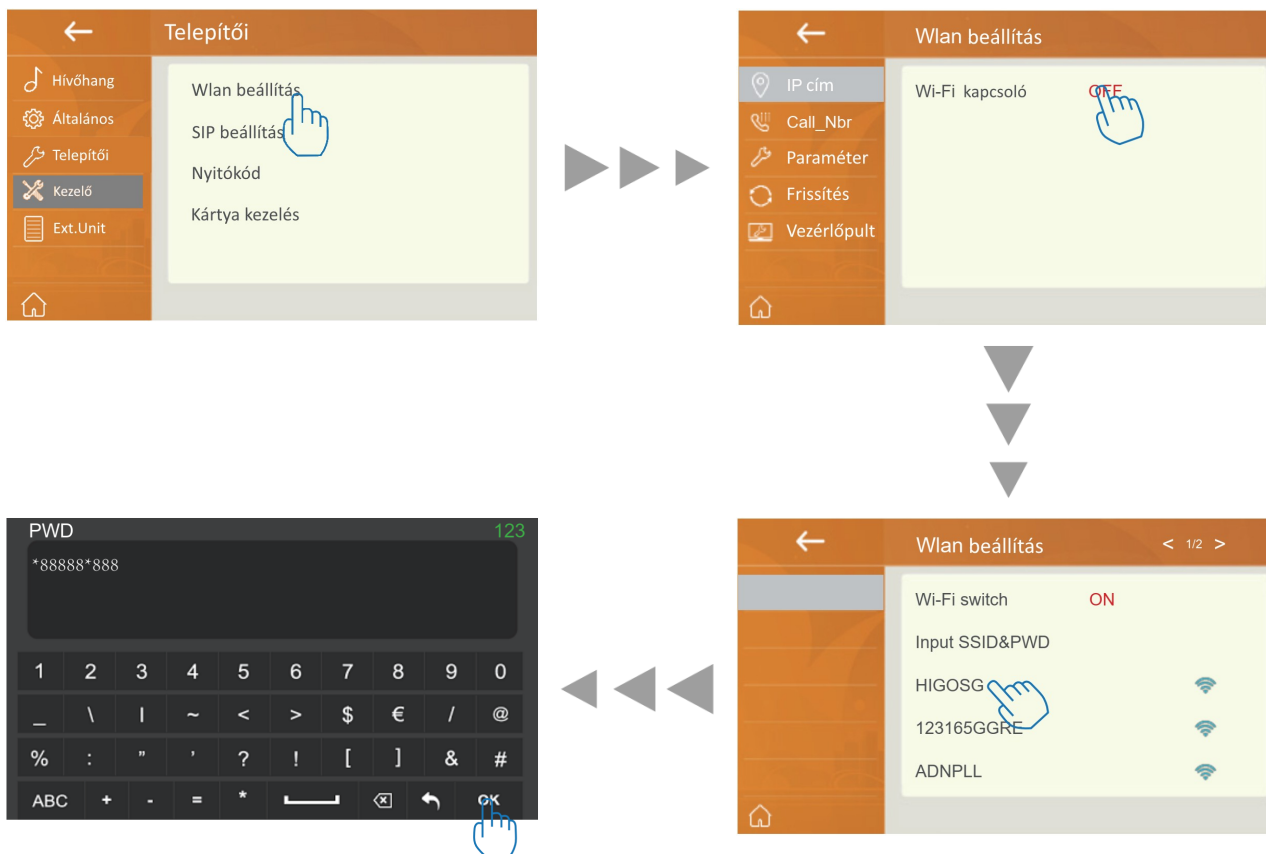 Telepítői
Hívőhang
Általános
Telepítői
Kezelő
Ext.Unit
Wlan beállítás
SIP beállítás
Nyitókód
Kártya kezelés
Wlan beállítás
IP cím
Call_Nbr
Paraméter
Frissítés
Vezérlőpult
Wi-Fi kapcsoló OFF
PWD 123
*88888*888
1 2 3 4 5 6 7 8 9 0
_ \ | ~ < > $ € / @
% : " ' ? ! [ ] & #
ABC + - = * OK
Wlan beállítás < 1/2 >
Wi-Fi switch ON
Input SSID&PWD
HIGOSG
123165GGRE
ADNPLL